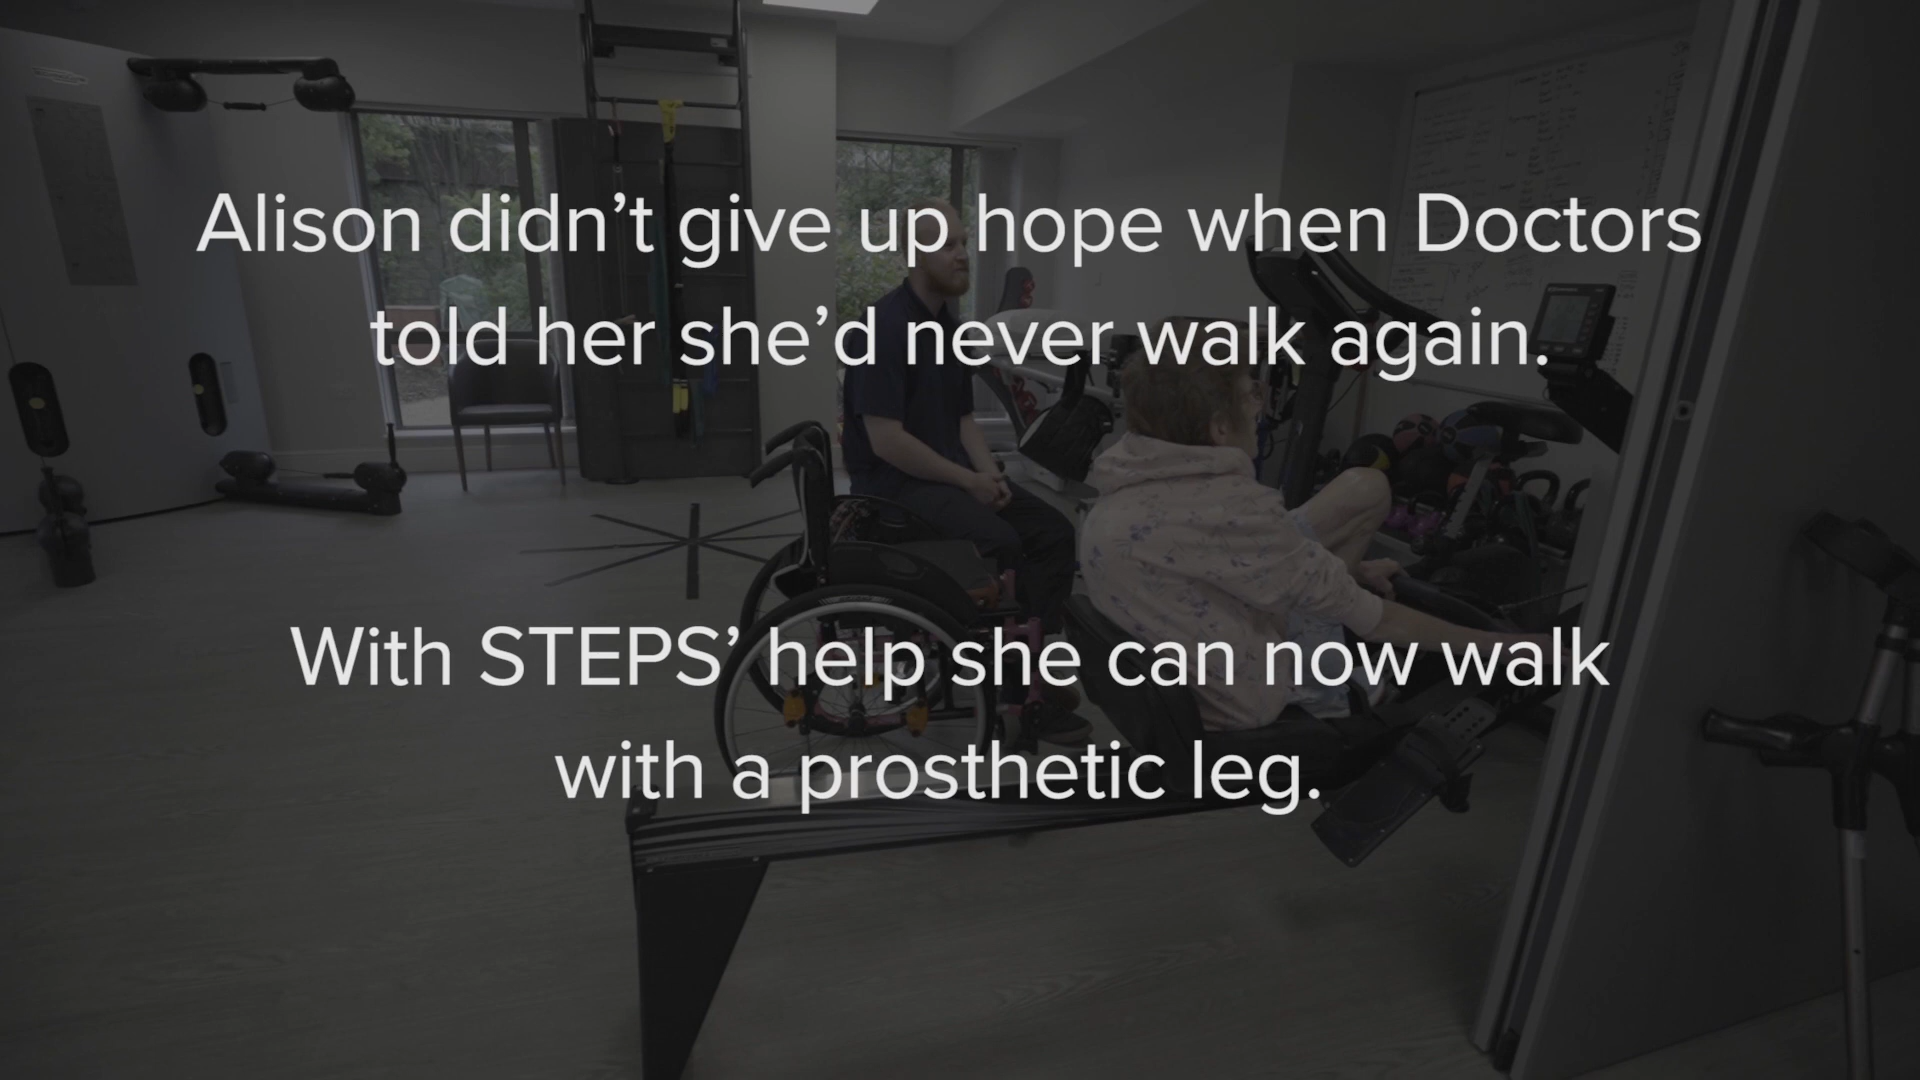 Alison didn’t give up hope when Doctors
told her she’d never walk again.
With STEPS’ help she can now walk
with a prosthetic leg.